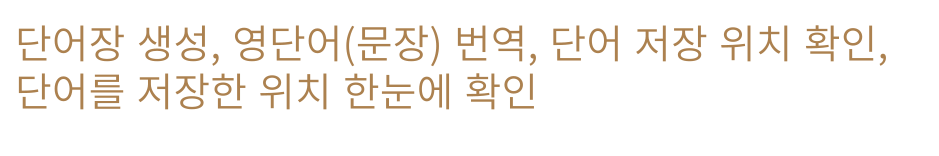 단어장 생성, 영단어(문장) 번역, 단어 저장 위치 확인,
단어를 저장한 위치 한눈에 확인